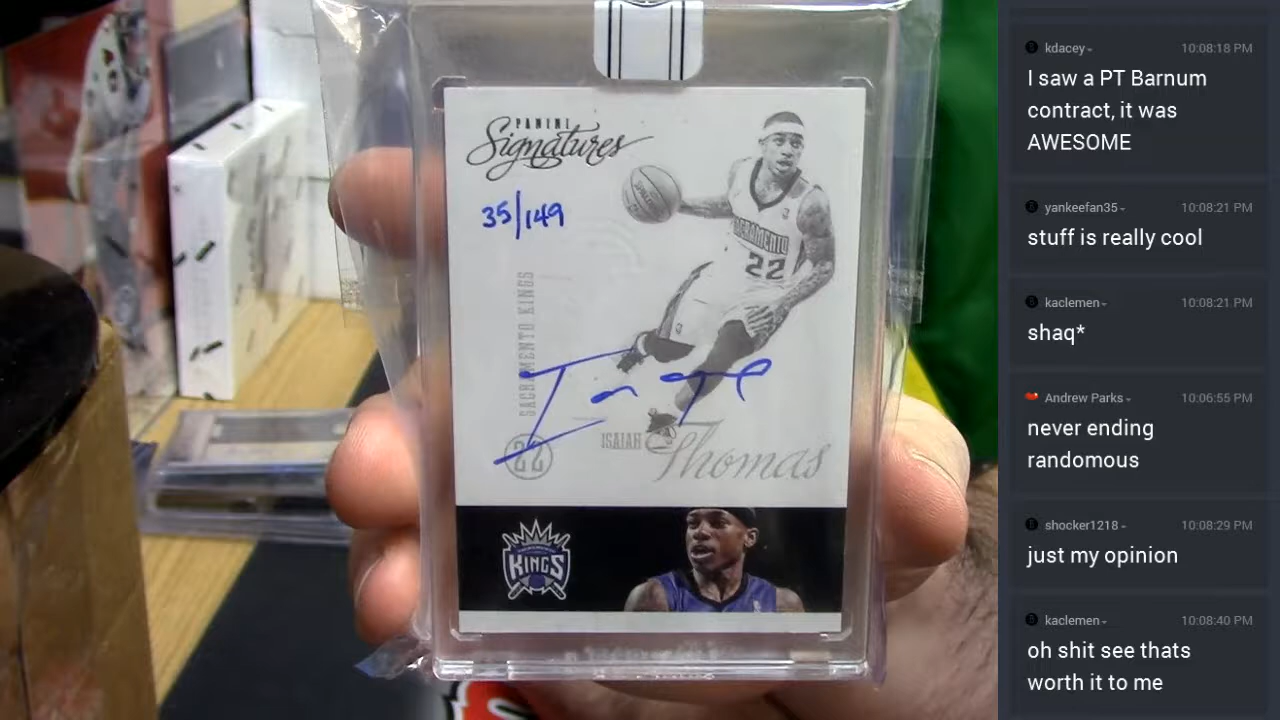 PANINI
Signatures
35/149
SPALDING
SACRAMENTO
22
SACRAMENTO KINGS
22
ISAIAH
Thomas
KINGS
kdacey
10:08:18 PM
I saw a PT Barnum
contract, it was
AWESOME
yankeefan35
10:08:21 PM
stuff is really cool
kaclemen
10:08:21 PM
shaq*
Andrew Parks
10:06:55 PM
never ending
randomous
shocker1218
10:08:29 PM
just my opinion
kaclemen
10:08:40 PM
oh shit see thats
worth it to me